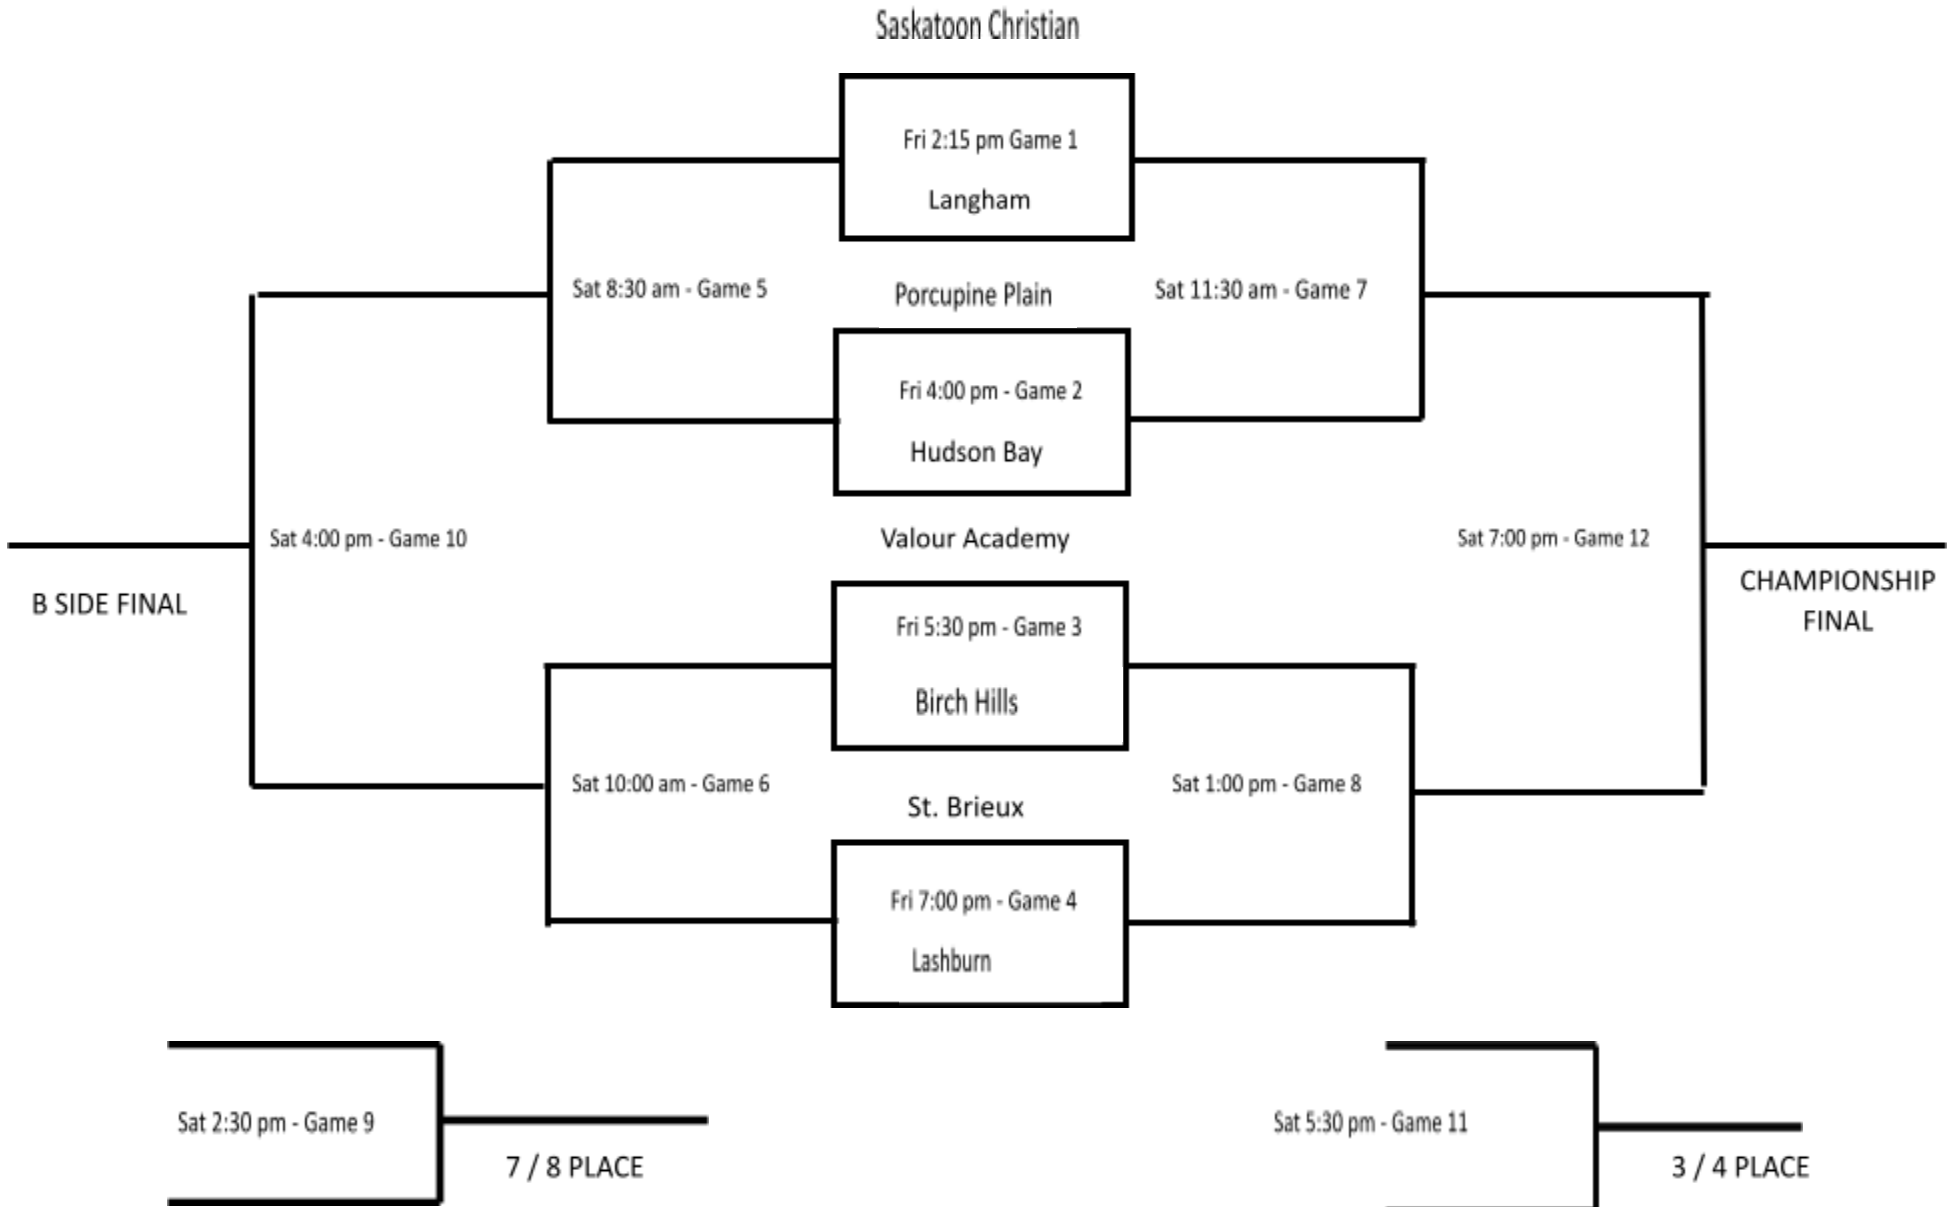 Saskatoon Christian
Fri 2:15 pm Game 1
Langham
Sat 8:30 am - Game 5
Porcupine Plain
Sat 11:30 am - Game 7
Fri 4:00 pm - Game 2
Hudson Bay
Valour Academy
Sat 4:00 pm - Game 10
Sat 7:00 pm - Game 12
B SIDE FINAL
CHAMPIONSHIP
FINAL
Fri 5:30 pm - Game 3
Birch Hills
Sat 10:00 am - Game 6
Sat 1:00 pm - Game 8
St. Brieux
Fri 7:00 pm - Game 4
Lashburn
Sat 2:30 pm - Game 9
7 / 8 PLACE
Sat 5:30 pm - Game 11
3 / 4 PLACE